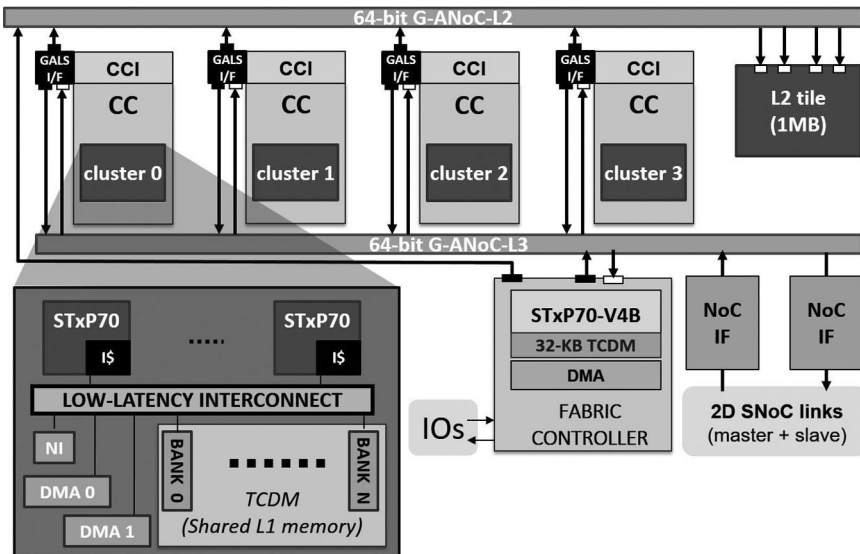 64-bit G-ANoC-L2
GALS
I/F
CCI
CC
cluster 0
GALS
I/F
CCI
CC
cluster 1
GALS
I/F
CCI
CC
cluster 2
GALS
I/F
CCI
CC
cluster 3
L2 tile
(1MB)
64-bit G-ANoC-L3
STxP70
I$
......
STxP70
I$
LOW-LATENCY INTERCONNECT
NI
DMA 0
DMA 1
BANK 0
BANK N
TCDM
(Shared L1 memory)
STxP70-V4B
32-KB TCDM
DMA
FABRIC
CONTROLLER
IOs
NoC
IF
NoC
IF
2D SNoC links
(master + slave)